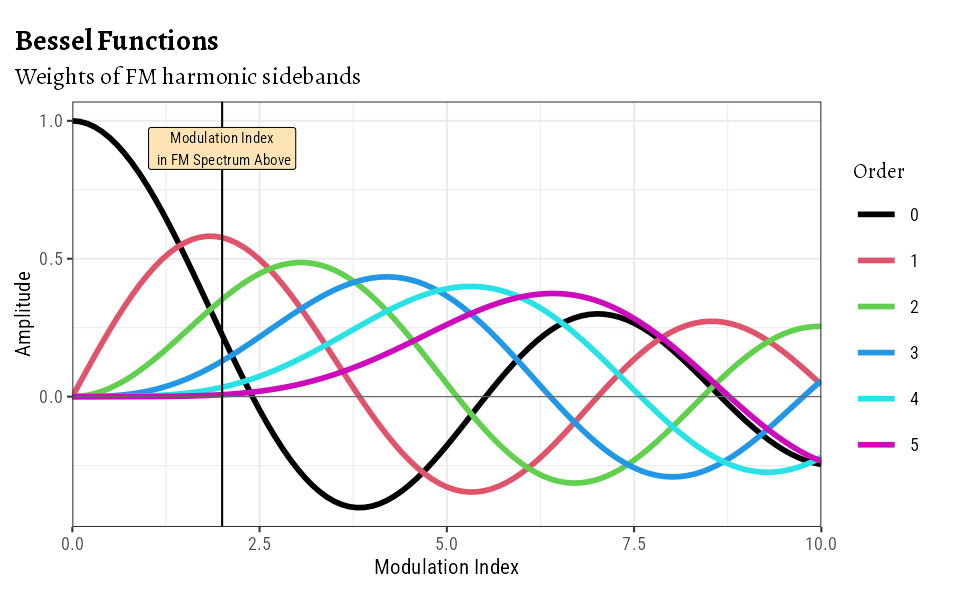 Bessel Functions
Weights of FM harmonic sidebands
1.0
0.5
0.0
Amplitude
Modulation Index
in FM Spectrum Above
0.0 2.5 5.0 7.5 10.0
Modulation Index
Order
0
1
2
3
4
5